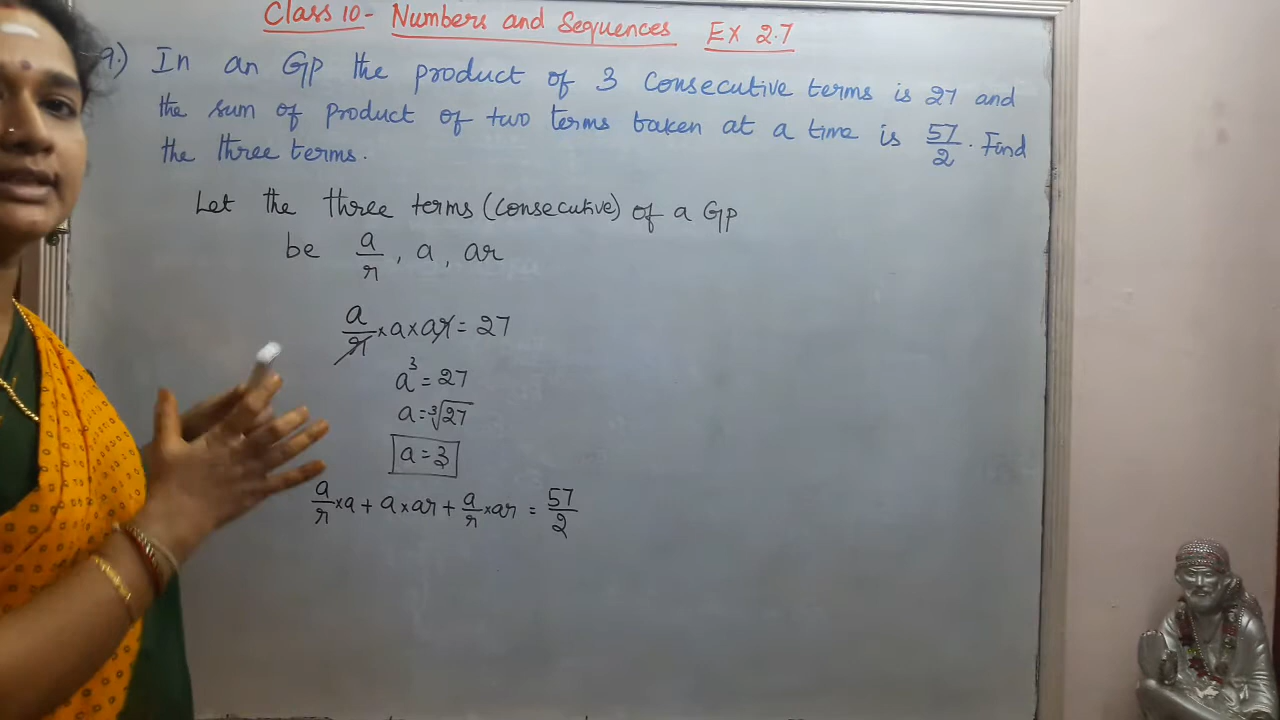 Class 10 - Numbers and Sequences Ex 2.7
9.) In an GP the product of 3 consecutive terms is 27 and
the sum of product of two terms taken at a time is 57/2. Find
the three terms.
Let the three terms (consecutive) of a GP
be a/r, a, ar
a/r × a × ar = 27
a³ = 27
a = ³√27
a = 3
a/r × a + a × ar + a/r × ar = 57/2